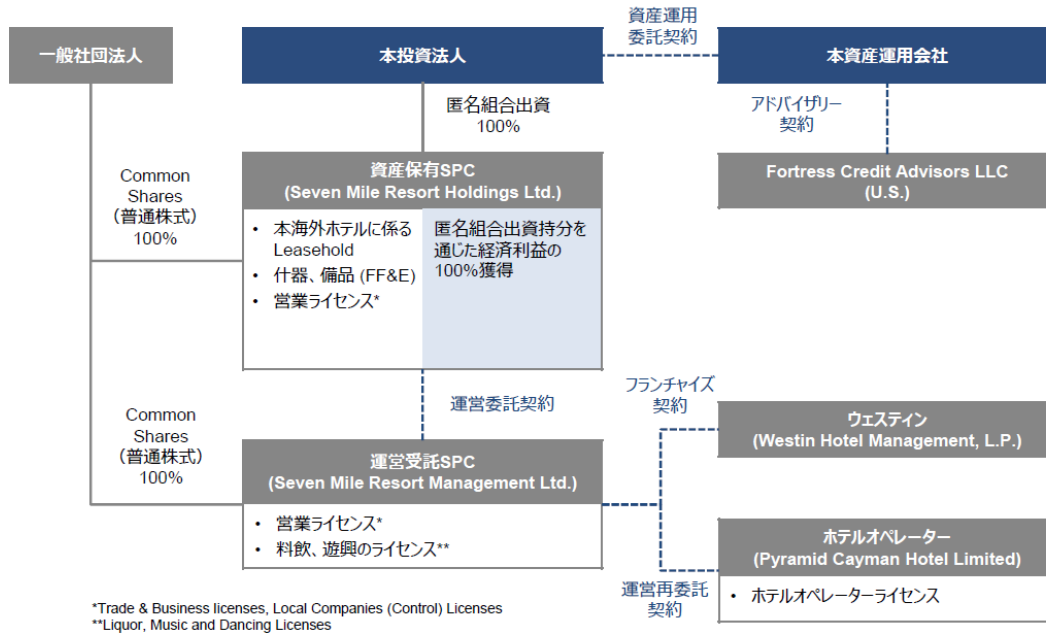 資産運用
委託契約
一般社団法人
本投資法人
本資産運用会社
匿名組合出資
100%
アドバイザリー
契約
Common
Shares
（普通株式）
100%
資産保有SPC
(Seven Mile Resort Holdings Ltd.)
Fortress Credit Advisors LLC
(U.S.)
• 本海外ホテルに係る
Leasehold
• 什器、備品 (FF&E)
• 営業ライセンス*
匿名組合出資持分を
通じた経済利益の
100%獲得
運営委託契約
フランチャイズ
契約
Common
Shares
（普通株式）
100%
ウェスティン
(Westin Hotel Management, L.P.)
運営受託SPC
(Seven Mile Resort Management Ltd.)
• 営業ライセンス*
• 料飲、遊興のライセンス**
ホテルオペレーター
(Pyramid Cayman Hotel Limited)
運営再委託
契約
• ホテルオペレーターライセンス
*Trade & Business licenses, Local Companies (Control) Licenses
**Liquor, Music and Dancing Licenses